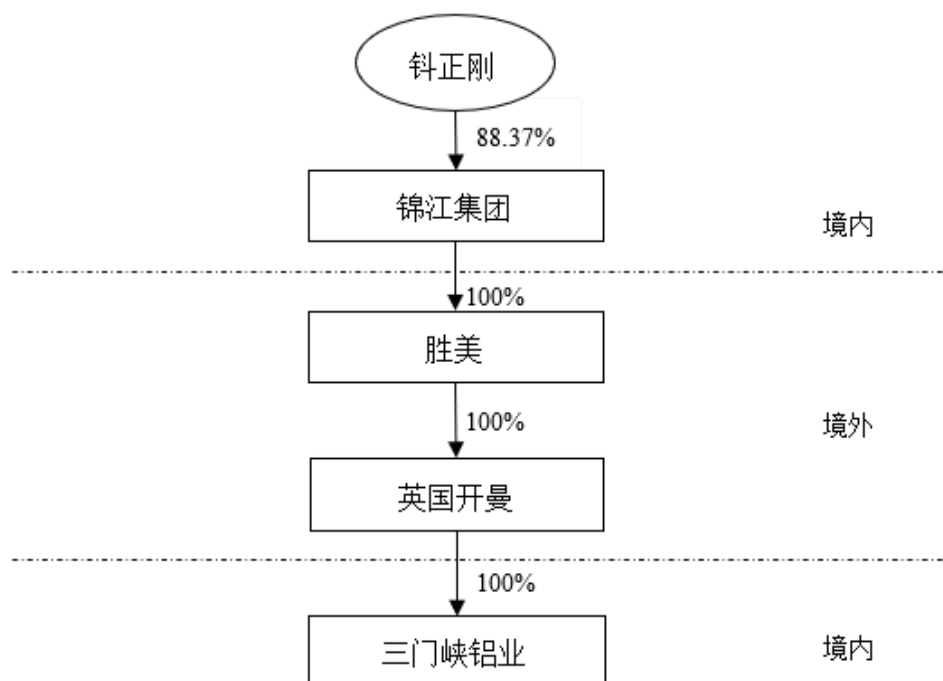 钭正刚
88.37%
锦江集团
境内
100%
胜美
100%
境外
英国开曼
100%
三门峡铝业
境内